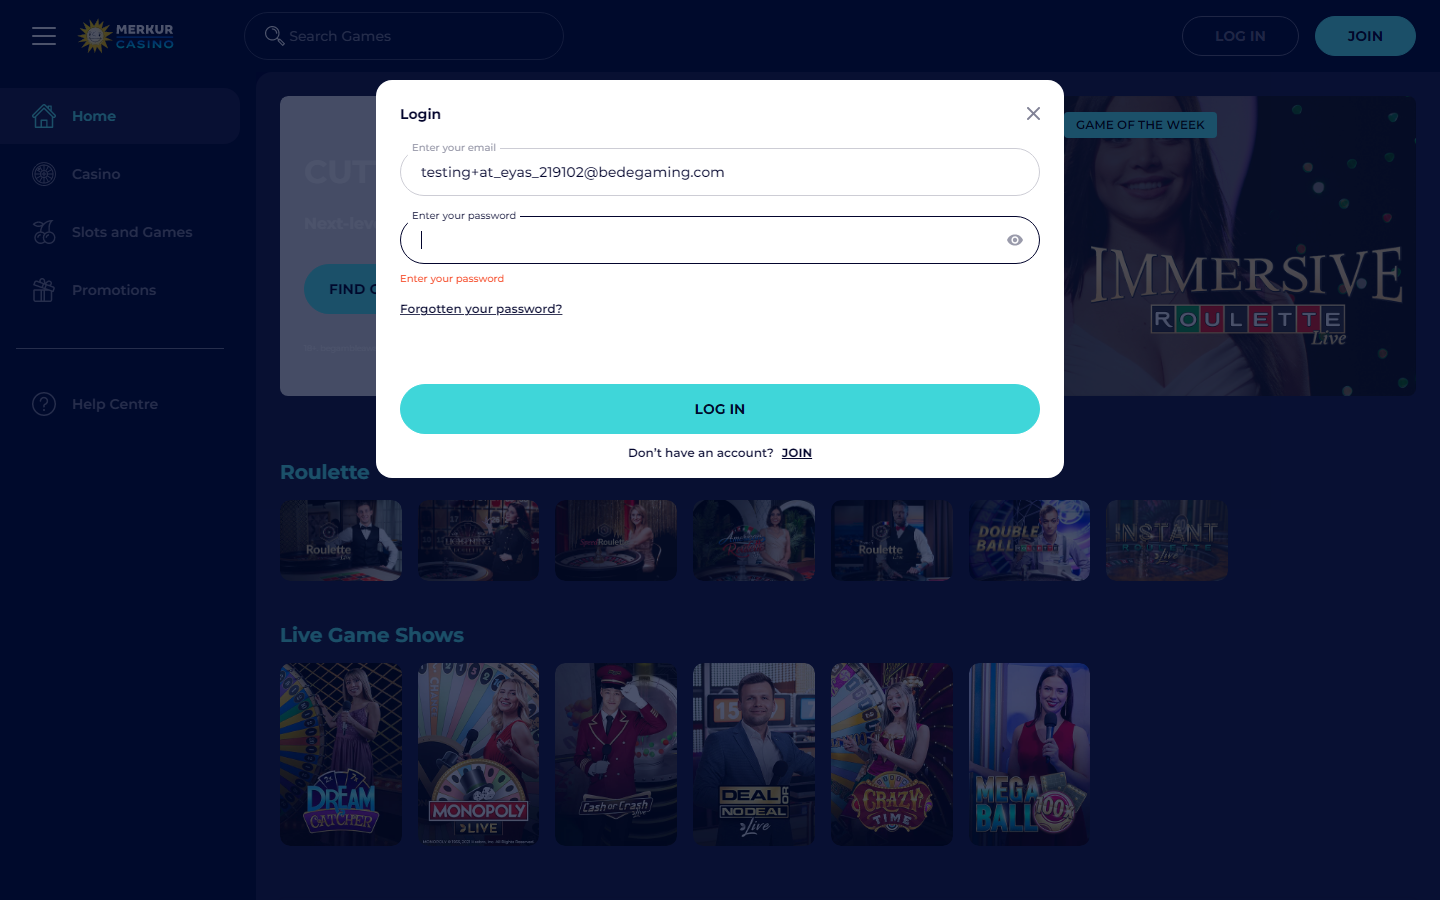 MERKUR
CASINO
Search Games
LOG IN
JOIN
Home
Casino
Slots and Games
Promotions
Help Centre
CUT
Next-leve
FIND
GAME OF THE WEEK
IMMERSIVE
ROULETTE
Live
Login
Enter your email
testing+at_eyas_219102@bedegaming.com
Enter your password
Enter your password
Forgotten your password?
LOG IN
Don't have an account? JOIN
Roulette
Roulette
Roulette
Roulette
DOUBLE
BALL
INSTANT
Live
Live Game Shows
DREAM
CATCHER
MONOPOLY
LIVE
Cash or Crash
DEAL OR
NO DEAL
Live
CRAZY
TIME
MEGA
BALL
100x